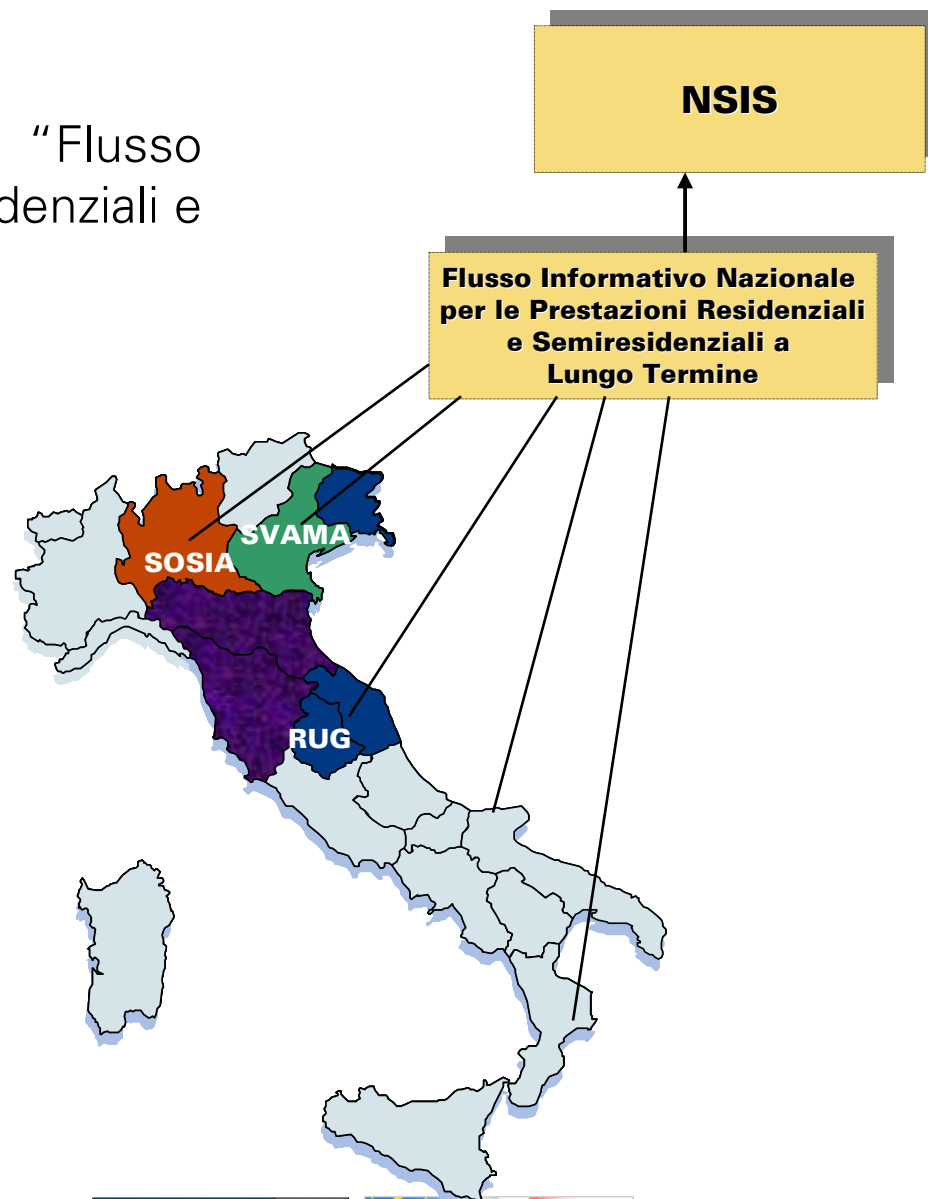 NSIS
“Flusso
denziali e
Flusso Informativo Nazionale
per le Prestazioni Residenziali
e Semiresidenziali a
Lungo Termine
SVAMA
SOSIA
RUG